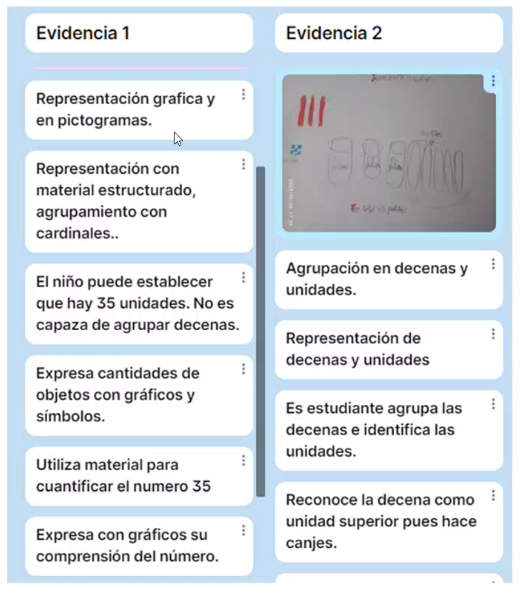 Evidencia 1
Representación grafica y
en pictogramas.
Representación con
material estructurado,
agrupamiento con
cardinales..
El niño puede establecer
que hay 35 unidades. No es
capaza de agrupar decenas.
Expresa cantidades de
objetos con gráficos y
símbolos.
Utiliza material para
cuantificar el numero 35
Expresa con gráficos su
comprensión del número.
Evidencia 2
Agrupación en decenas y
unidades.
Representación de
decenas y unidades
Es estudiante agrupa las
decenas e identifica las
unidades.
Reconoce la decena como
unidad superior pues hace
canjes.